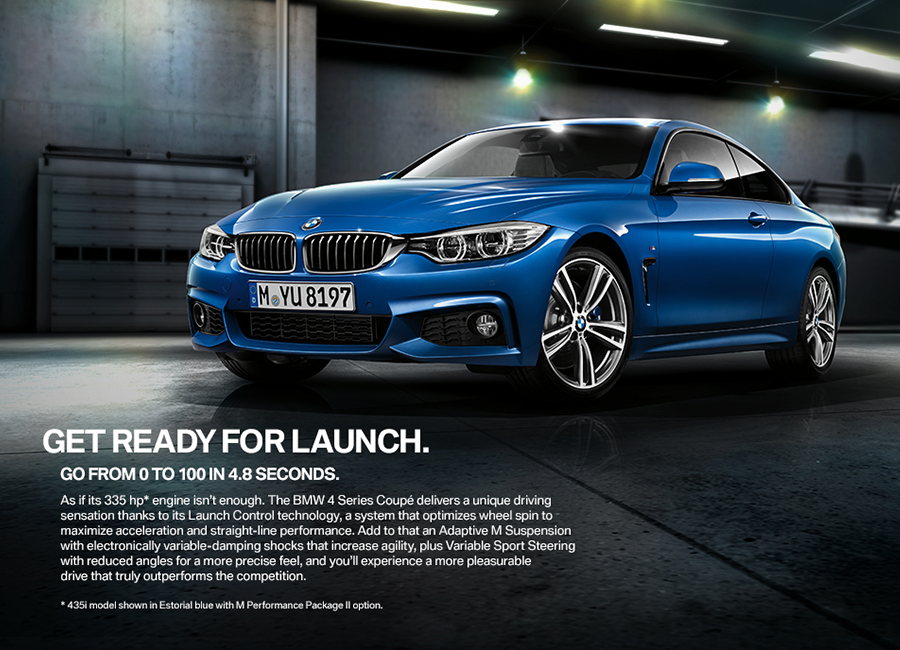 M YU 8197
GET READY FOR LAUNCH.
GO FROM 0 TO 100 IN 4.8 SECONDS.
As if its 335 hp* engine isn’t enough. The BMW 4 Series Coupé delivers a unique driving
sensation thanks to its Launch Control technology, a system that optimizes wheel spin to
maximize acceleration and straight-line performance. Add to that an Adaptive M Suspension
with electronically variable-damping shocks that increase agility, plus Variable Sport Steering
with reduced angles for a more precise feel, and you’ll experience a more pleasurable
drive that truly outperforms the competition.
* 435i model shown in Estorial blue with M Performance Package II option.